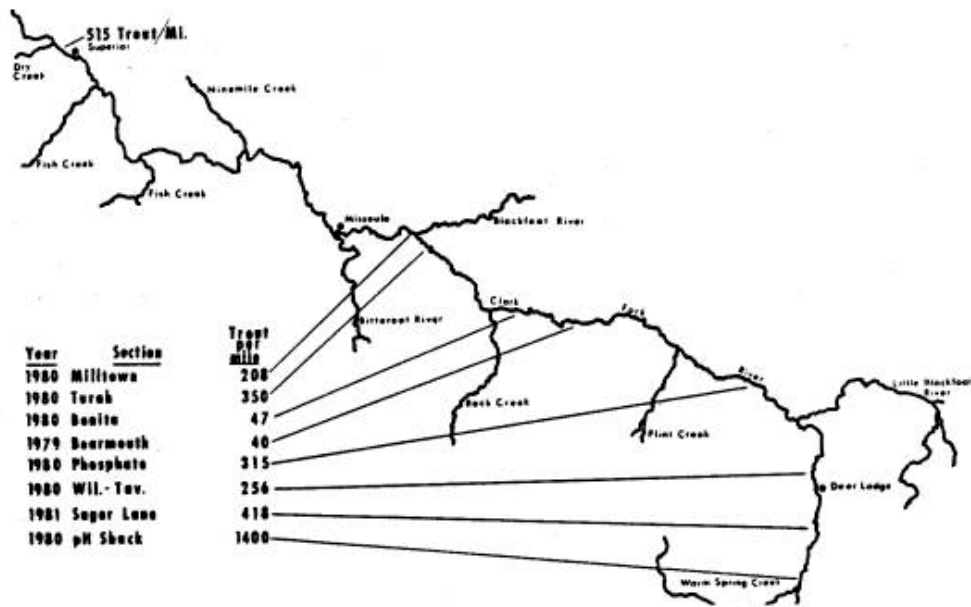 515 Trout/Mi.
Superior
Dry
Creek
Ninemile Creek
Fish Creek
Fish Creek
Missoula
Blackfoot River
Bitterroot River
Clark
Fork
River
Rock Creek
Flint Creek
Little Blackfoot
River
Deer Lodge
Warm Spring Creek
Trout
per
Year Section mile
1980 Milltown 208
1980 Turah 350
1980 Bonita 47
1979 Bearmouth 40
1980 Phosphate 315
1980 Wil.-Tav. 256
1981 Sager Lane 418
1980 pH Shack 1400